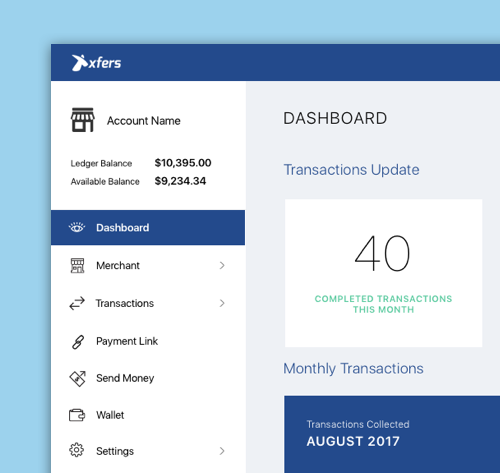 xfers
Account Name
Ledger Balance $10,395.00
Available Balance $9,234.34
Dashboard
Merchant
Transactions
Payment Link
Send Money
Wallet
Settings
DASHBOARD
Transactions Update
40
COMPLETED TRANSACTIONS
THIS MONTH
Monthly Transactions
Transactions Collected
AUGUST 2017